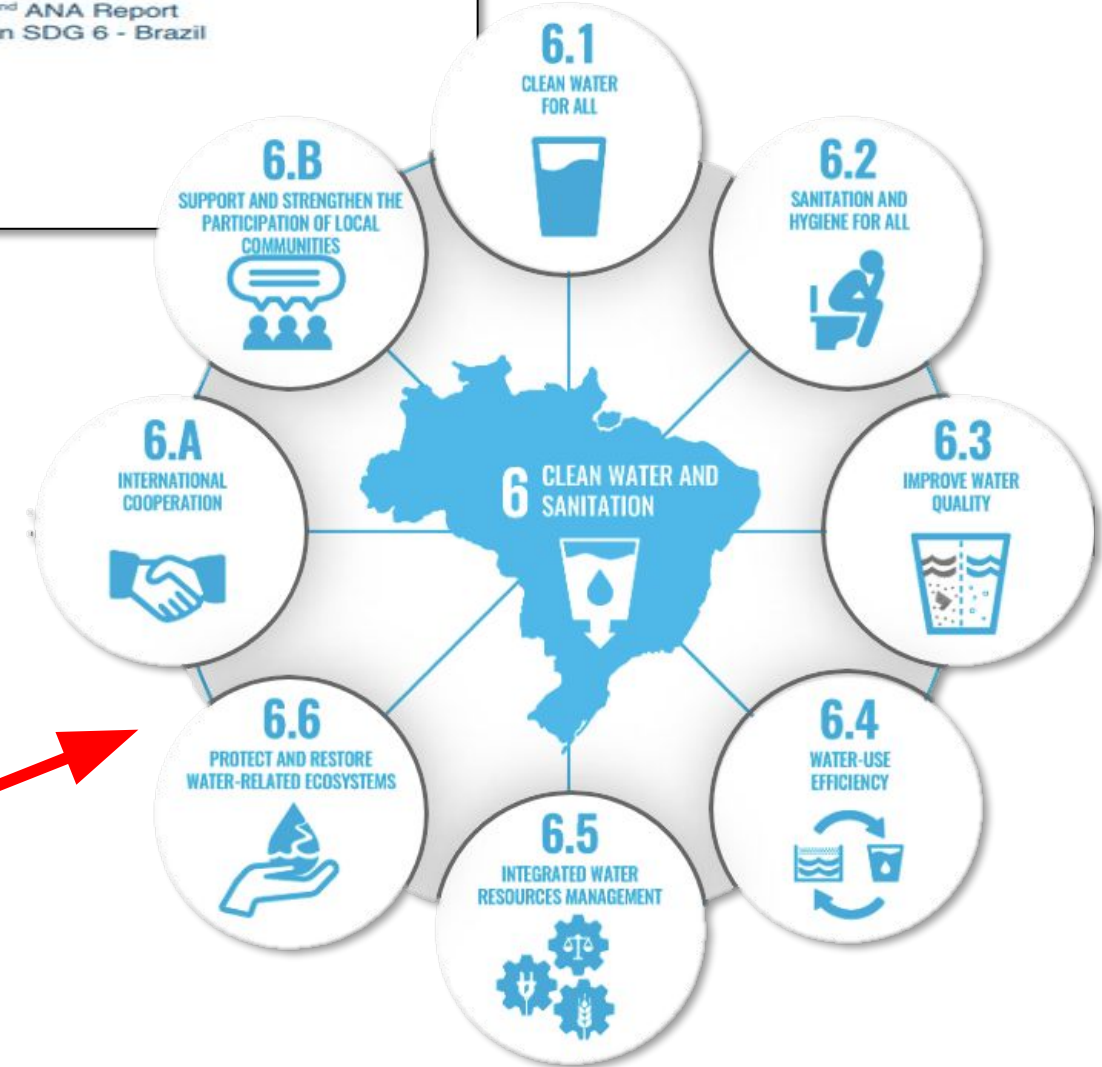 nd ANA Report
n SDG 6 - Brazil
6.1
CLEAN WATER
FOR ALL
6.2
SANITATION AND
HYGIENE FOR ALL
6.3
IMPROVE WATER
QUALITY
6.4
WATER-USE
EFFICIENCY
6.5
INTEGRATED WATER
RESOURCES MANAGEMENT
6.6
PROTECT AND RESTORE
WATER-RELATED ECOSYSTEMS
6.A
INTERNATIONAL
COOPERATION
6.B
SUPPORT AND STRENGTHEN THE
PARTICIPATION OF LOCAL
COMMUNITIES
6 CLEAN WATER AND
SANITATION